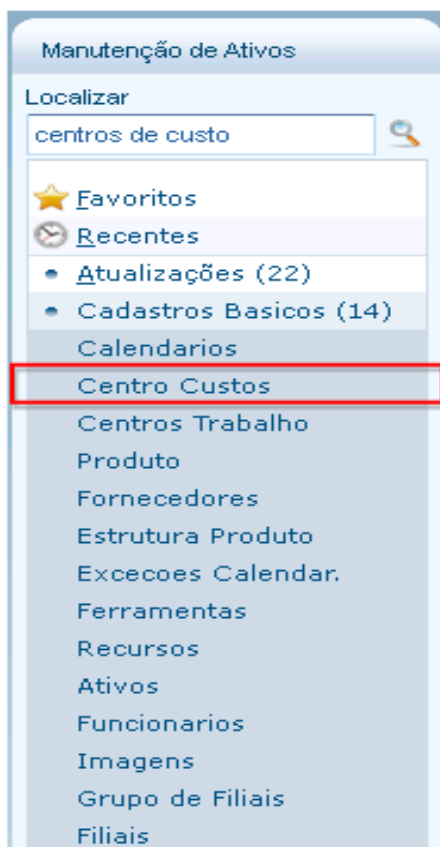 Manutenção de Ativos
Localizar
centros de custo
Favoritos
Recentes
Atualizações (22)
Cadastros Basicos (14)
Calendarios
Centro Custos
Centros Trabalho
Produto
Fornecedores
Estrutura Produto
Excecoes Calendar.
Ferramentas
Recursos
Ativos
Funcionarios
Imagens
Grupo de Filiais
Filiais